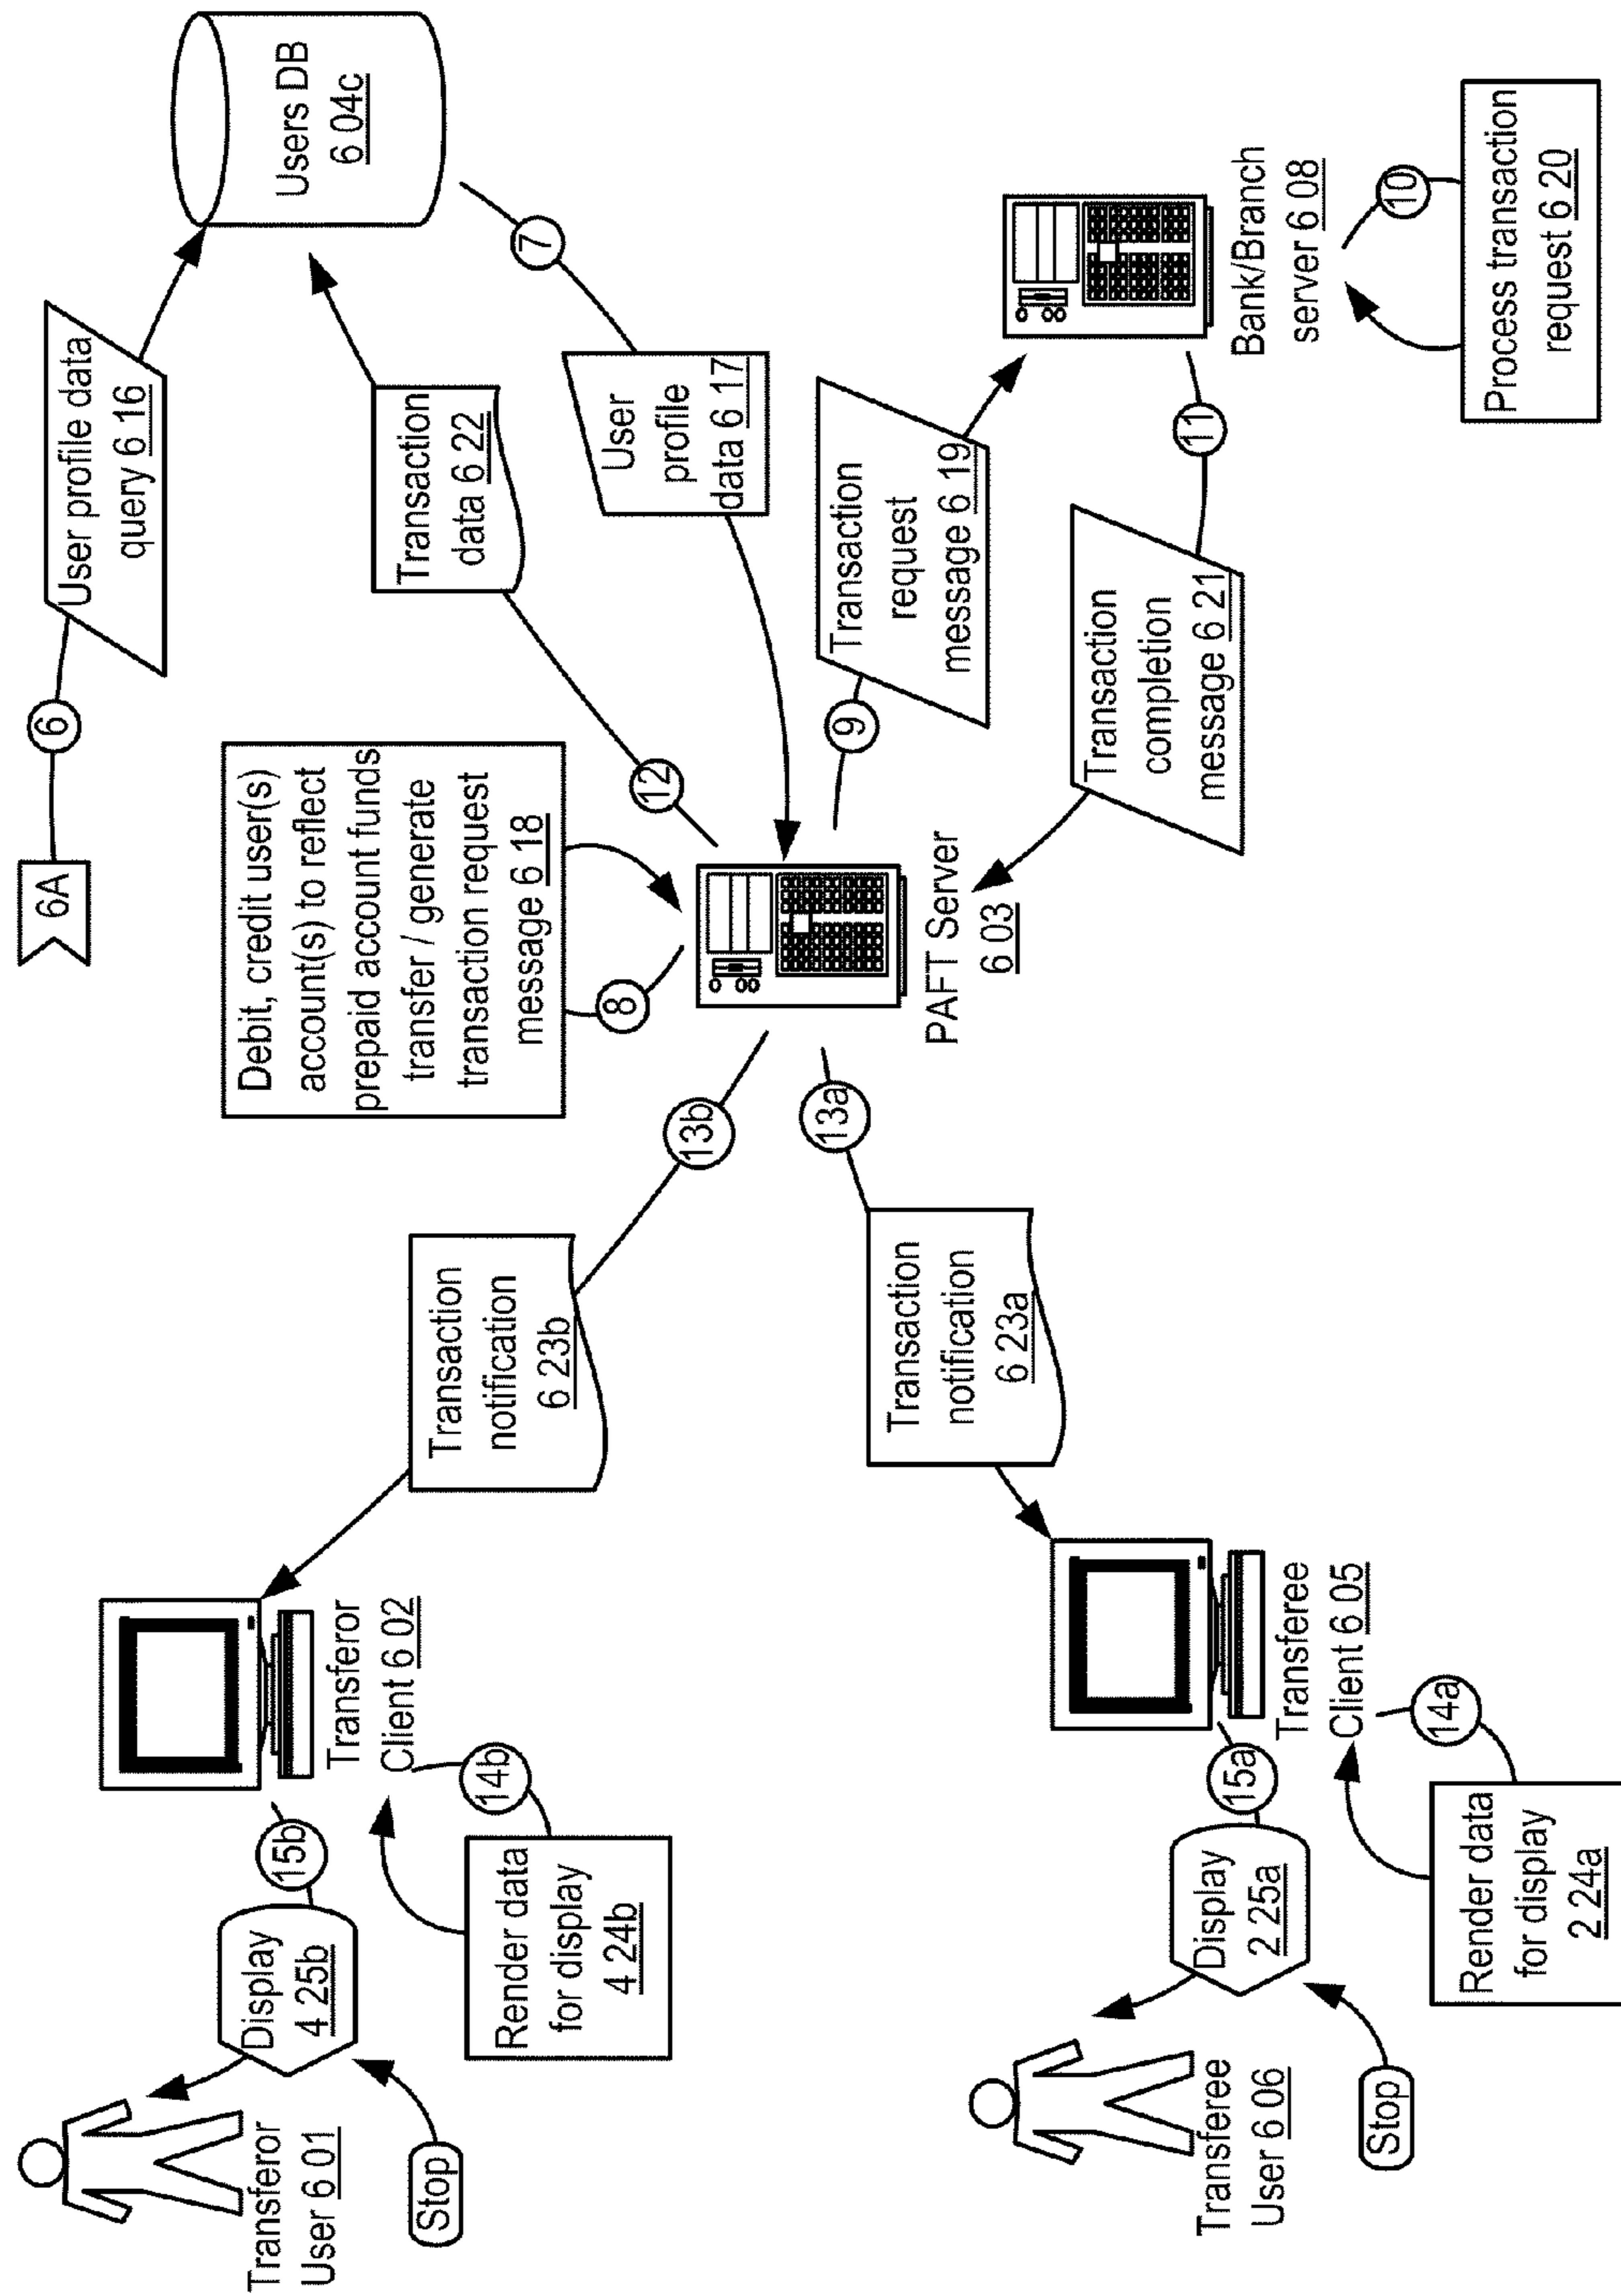 Transferor
User 6 01
Stop
Display
4 25b
15b
Render data
for display
4 24b
14b
Transferor
Client 6 02
Transaction
notification
6 23b
13b
Debit, credit user(s)
account(s) to reflect
prepaid account funds
transfer / generate
transaction request
message 6 18
8
6A
6
User profile data
query 6 16
Users DB
6 04c
Transaction
data 6 22
12
7
User
profile
data 6 17
PAFT Server
6 03
9
Transaction
request
message 6 19
Bank/Branch
server 6 08
10
Process transaction
request 6 20
11
Transaction
completion
message 6 21
13a
Transaction
notification
6 23a
Transferee
Client 6 05
14a
Render data
for display
2 24a
15a
Display
2 25a
Transferee
User 6 06
Stop